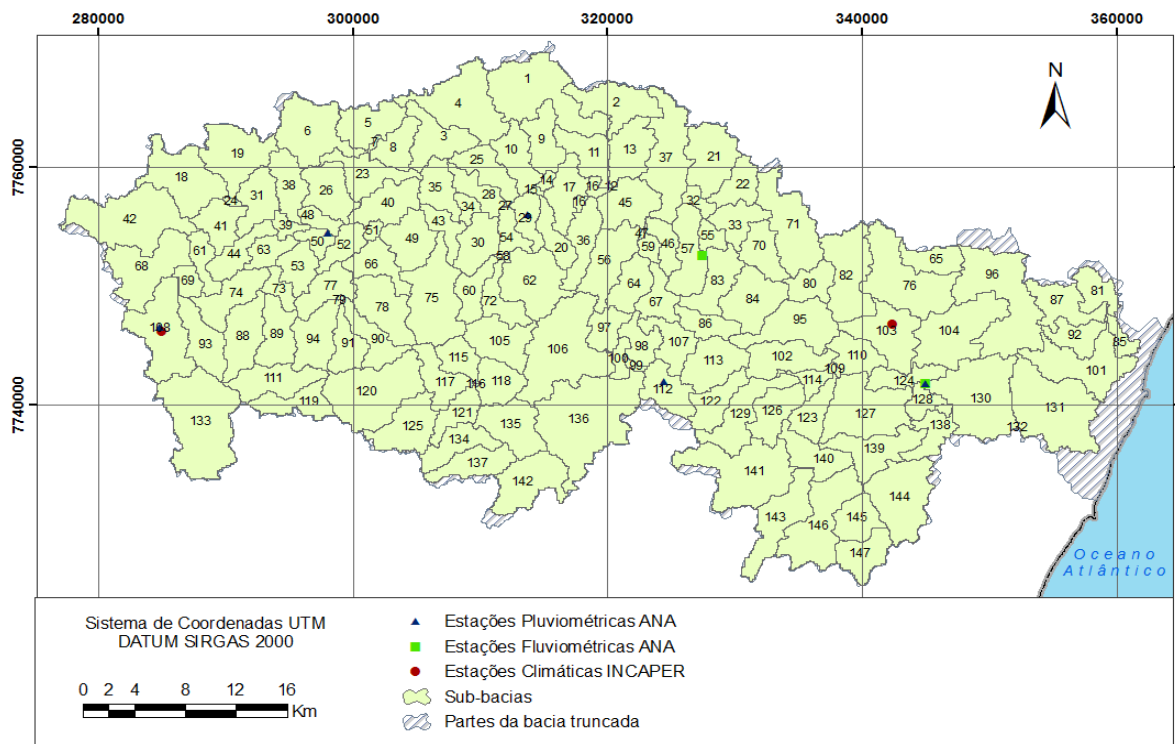 280000 300000 320000 340000 360000
N
1
4 2
6 5 7 3 8 9 10 11 13
19 25 37 21
7760000
18 23 14
38 26 35 28 15 17 16 12 22
24 31 40 34 27 16 45 32
42 48 43 29 71
41 39 51 33
50 52 49 30 54 20 36 47 59 46 57 55 70
61 44 63 65
68 53 66 53 62 56 82 96
69 74 73 77 79 75 60 72 64 83 80 76 81
78 67 84 87
108 97 86 95 103 104 92 85
93 88 89 94 91 90 105 106 98 107
115 100 99 113 102 110 101
111 117 116 118 112 114 109 124
7740000
119 120 121 135 136 122 129 126 123 127 128 130 131
133 125 134 138 132
137 139
142 141 140
144
143 146 145
147
Oceano
Atlântico
Sistema de Coordenadas UTM
DATUM SIRGAS 2000
0 2 4 8 12 16
Km
Estações Pluviométricas ANA
Estações Fluviométricas ANA
Estações Climáticas INCAPER
Sub-bacias
Partes da bacia truncada